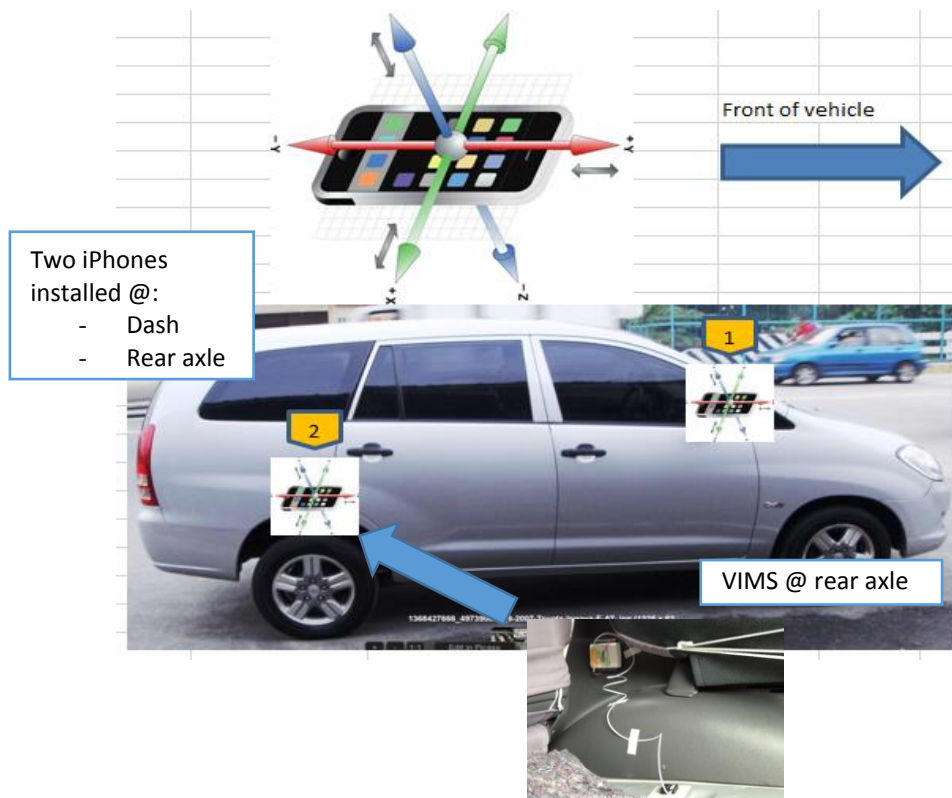 Front of vehicle
-Y
+Y
+X
-Z
Two iPhones
installed @:
- Dash
- Rear axle
1
2
VIMS @ rear axle